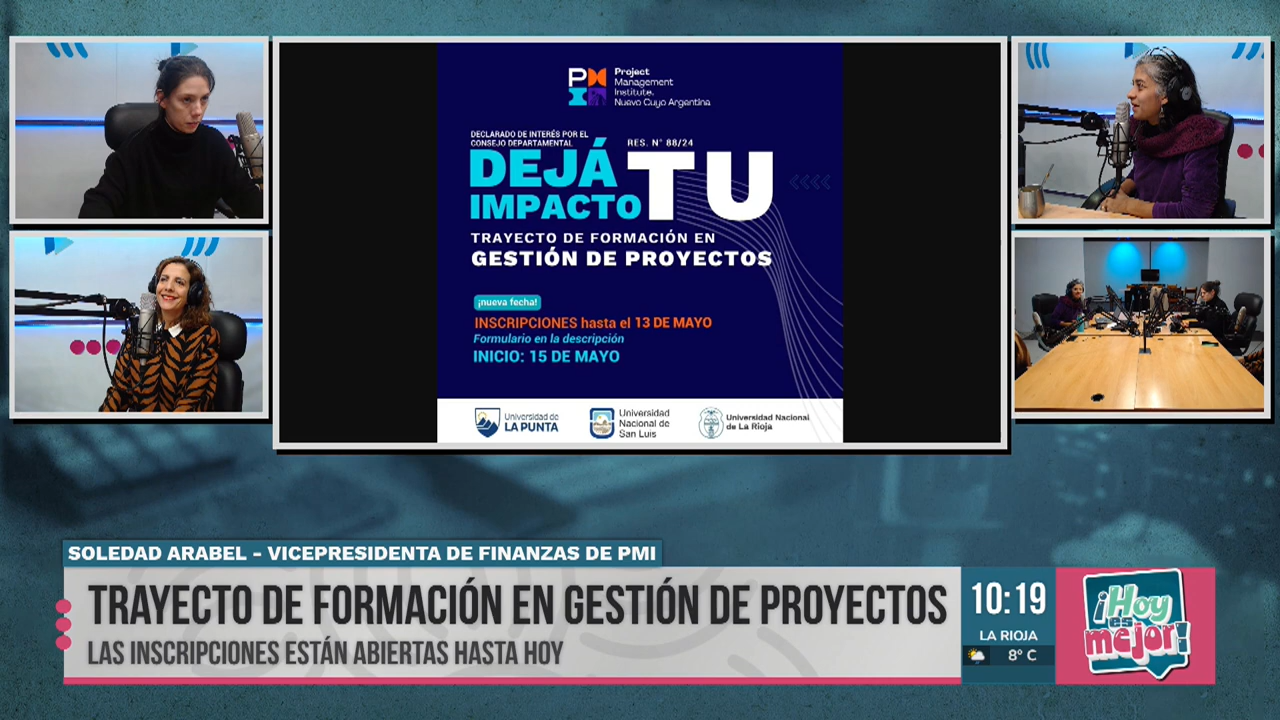 PM
Project
Management
Institute.
Nuevo Cuyo Argentina
DECLARADO DE INTERÉS POR EL
CONSEJO DEPARTAMENTAL
RES. N° 88/24
DEJÁ TU
IMPACTO
TRAYECTO DE FORMACIÓN EN
GESTIÓN DE PROYECTOS
¡nueva fecha!
INSCRIPCIONES hasta el 13 DE MAYO
Formulario en la descripción
INICIO: 15 DE MAYO
Universidad de
LA PUNTA
Universidad
Nacional de
San Luis
Universidad Nacional
de La Rioja
SOLEDAD ARABEL - VICEPRESIDENTA DE FINANZAS DE PMI
TRAYECTO DE FORMACIÓN EN GESTIÓN DE PROYECTOS
LAS INSCRIPCIONES ESTÁN ABIERTAS HASTA HOY
10:19
LA RIOJA
8° C
¡Hoy
es
mejor!